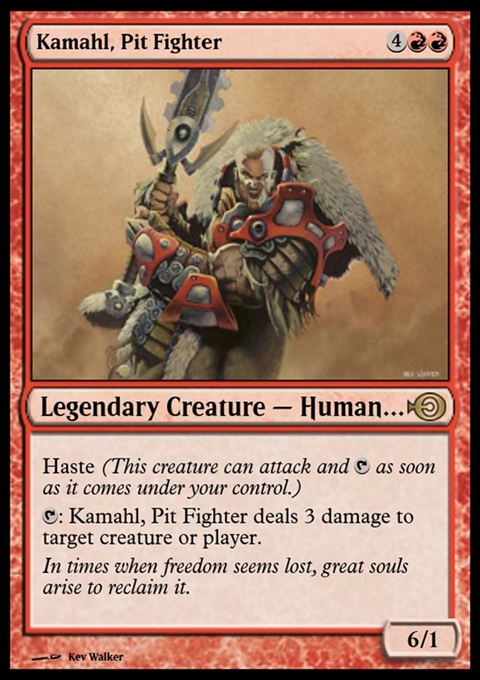 Kamahl, Pit Fighter 4
KEV WALKER
Legendary Creature — Human...
Haste (This creature can attack and as soon
as it comes under your control.)
: Kamahl, Pit Fighter deals 3 damage to
target creature or player.
In times when freedom seems lost, great souls
arise to reclaim it.
6/1
Kev Walker